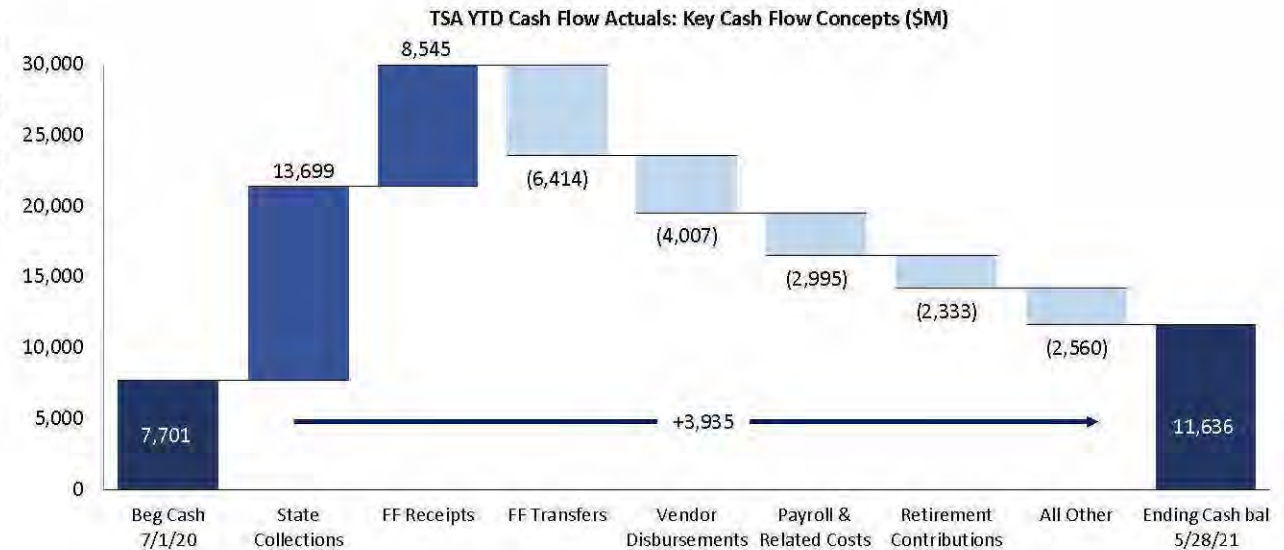 TSA YTD Cash Flow Actuals: Key Cash Flow Concepts ($M)
30,000
25,000
20,000
15,000
10,000
5,000
0
7,701
13,699
8,545
(6,414)
(4,007)
(2,995)
(2,333)
(2,560)
11,636
+3,935
Beg Cash
7/1/20
State
Collections
FF Receipts
FF Transfers
Vendor
Disbursements
Payroll &
Related Costs
Retirement
Contributions
All Other
Ending Cash bal
5/28/21